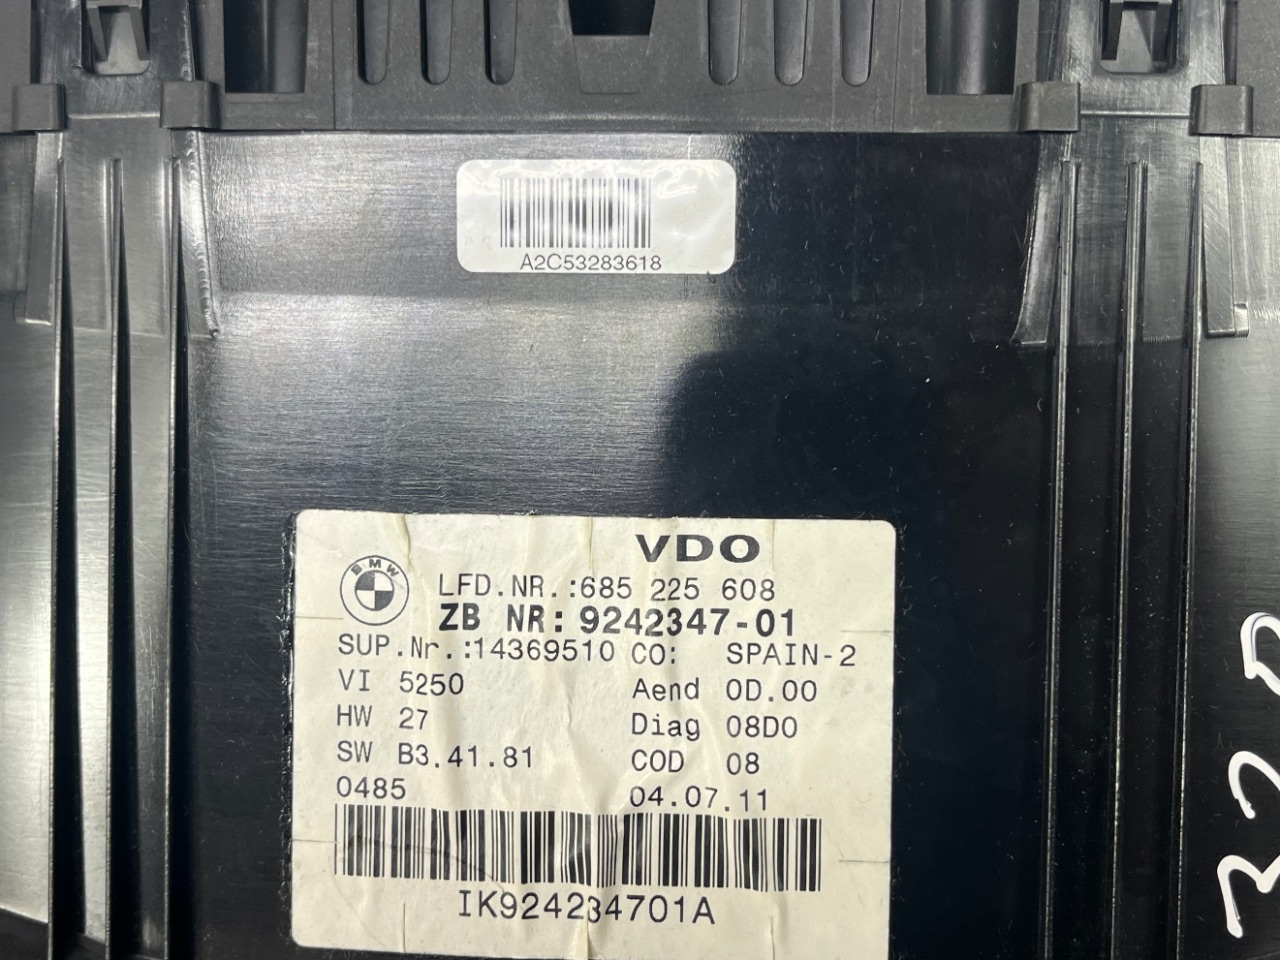 A2C53283618
VDO
BMW
LFD.NR.:685 225 608
ZB NR: 9242347-01
SUP.Nr.:14369510 CO: SPAIN-2
VI 5250 Aend 0D.00
HW 27 Diag 08D0
SW B3.41.81 COD 08
0485 04.07.11
IK924234701A